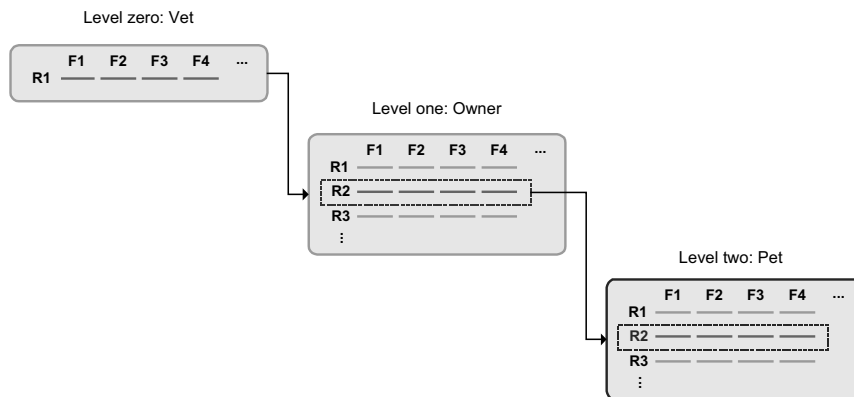 Level zero: Vet
F1 F2 F3 F4 ...
R1
Level one: Owner
F1 F2 F3 F4 ...
R1
R2
R3
⋮
Level two: Pet
F1 F2 F3 F4 ...
R1
R2
R3
⋮